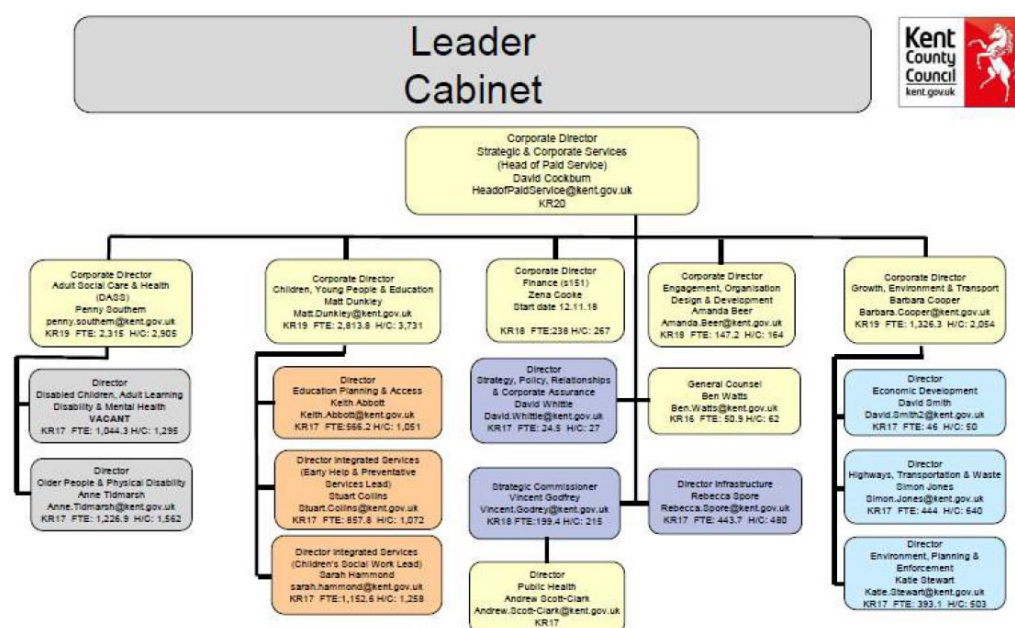 Leader
Cabinet
Kent
County
Council
kent.gov.uk
Corporate Director
Strategic & Corporate Services
(Head of Paid Service)
David Cockburn
HeadofPaidService@kent.gov.uk
KR20
Corporate Director
Adult Social Care & Health
(DASS)
Penny Southern
penny.southern@kent.gov.uk
KR19 FTE: 2,315 H/C: 2,905
Corporate Director
Children, Young People & Education
Matt Dunkley
Matt.Dunkley@kent.gov.uk
KR19 FTE: 2,813.8 H/C: 3,731
Corporate Director
Finance (s151)
Zena Cooke
Start date 12.11.18
KR18 FTE:238 H/C: 267
Corporate Director
Engagement, Organisation
Design & Development
Amanda Beer
Amanda.Beer@kent.gov.uk
KR18 FTE: 147.2 H/C: 164
Corporate Director
Growth, Environment & Transport
Barbara Cooper
Barbara.Cooper@kent.gov.uk
KR19 FTE: 1,326.3 H/C: 2,054
Director
Disabled Children, Adult Learning
Disability & Mental Health
VACANT
KR17 FTE: 1,044.3 H/C: 1,295
Director
Education Planning & Access
Keith Abbott
Keith.Abbott@kent.gov.uk
KR17 FTE:566.2 H/C: 1,051
Director
Strategy, Policy, Relationships
& Corporate Assurance
David Whittle
David.Whittle@kent.gov.uk
KR17 FTE: 24.5 H/C: 27
General Counsel
Ben Watts
Ben.Watts@kent.gov.uk
KR16 FTE: 50.9 H/C: 62
Director
Economic Development
David Smith
David.Smith2@kent.gov.uk
KR17 FTE: 46 H/C: 50
Director
Older People & Physical Disability
Anne Tidmarsh
Anne.Tidmarsh@kent.gov.uk
KR17 FTE: 1,226.9 H/C: 1,562
Director Integrated Services
(Early Help & Preventative
Services Lead)
Stuart Collins
Stuart.Collins@kent.gov.uk
KR17 FTE: 857.8 H/C: 1,072
Strategic Commissioner
Vincent Godfrey
Vincent.Godrey@kent.gov.uk
KR18 FTE:199.4 H/C: 215
Director Infrastructure
Rebecca Spore
Rebecca.Spore@kent.gov.uk
KR17 FTE: 443.7 H/C: 480
Director
Highways, Transportation & Waste
Simon Jones
Simon.Jones@kent.gov.uk
KR17 FTE: 444 H/C: 640
Director Integrated Services
(Children's Social Work Lead)
Sarah Hammond
sarah.hammond@kent.gov.uk
KR17 FTE:1,152.6 H/C: 1,258
Director
Public Health
Andrew Scott-Clark
Andrew.Scott-Clark@kent.gov.uk
KR17
Director
Environment, Planning &
Enforcement
Katie Stewart
Katie.Stewart@kent.gov.uk
KR17 FTE: 393.1 H/C: 503